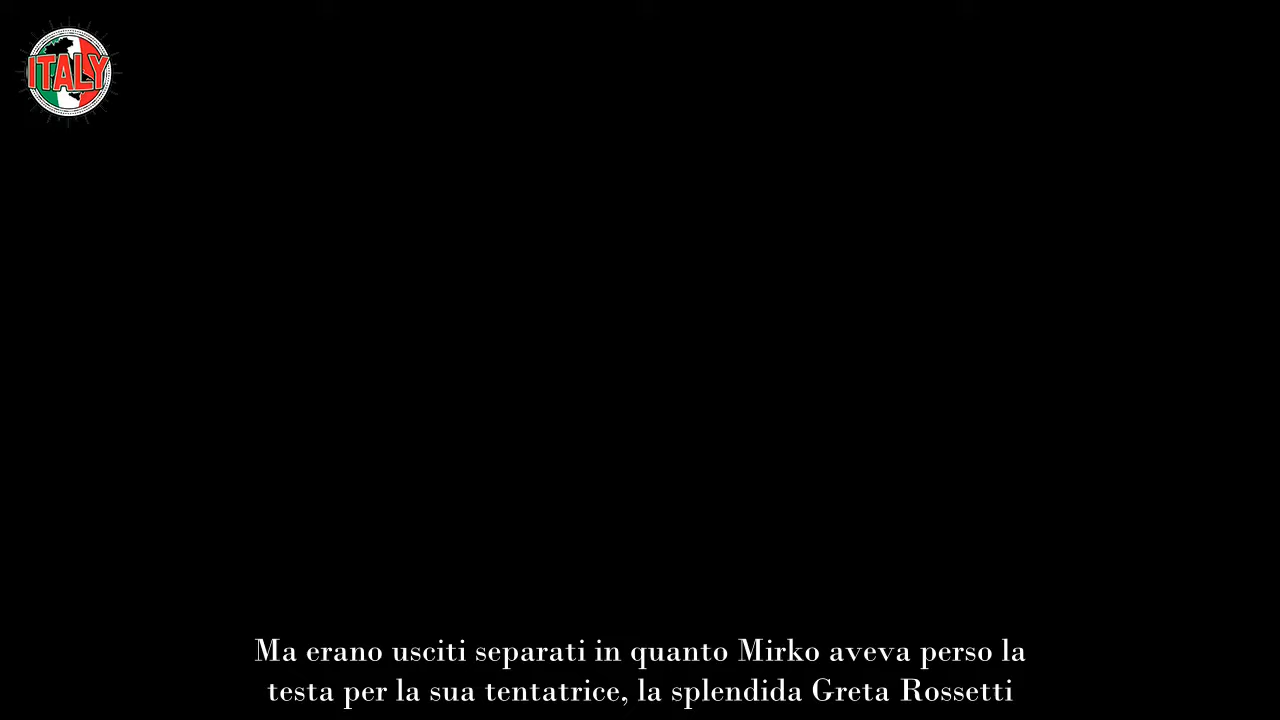 ITALY
Ma erano usciti separati in quanto Mirko aveva perso la
testa per la sua tentatrice, la splendida Greta Rossetti